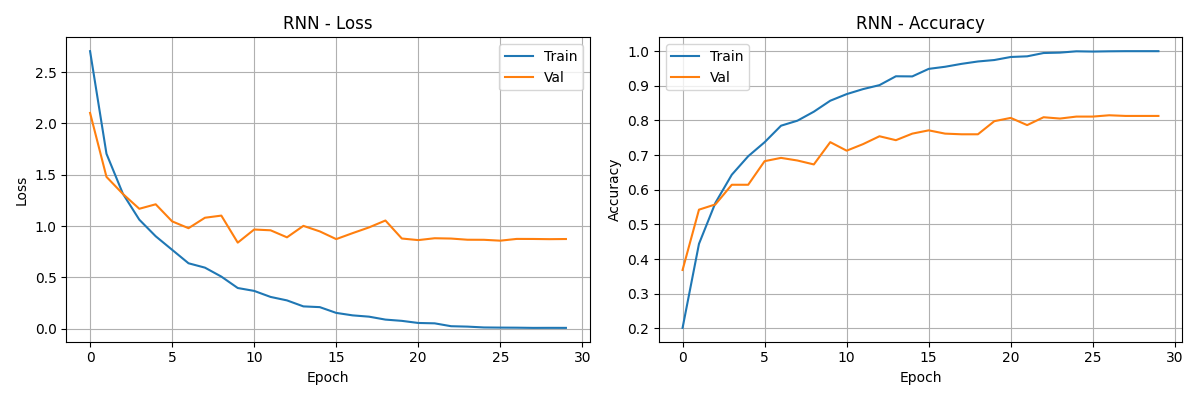 RNN - Loss
Train
Val
2.5
2.0
1.5
1.0
0.5
0.0
Loss
0 5 10 15 20 25 30
Epoch
RNN - Accuracy
Train
Val
1.0
0.9
0.8
0.7
0.6
0.5
0.4
0.3
0.2
Accuracy
0 5 10 15 20 25 30
Epoch